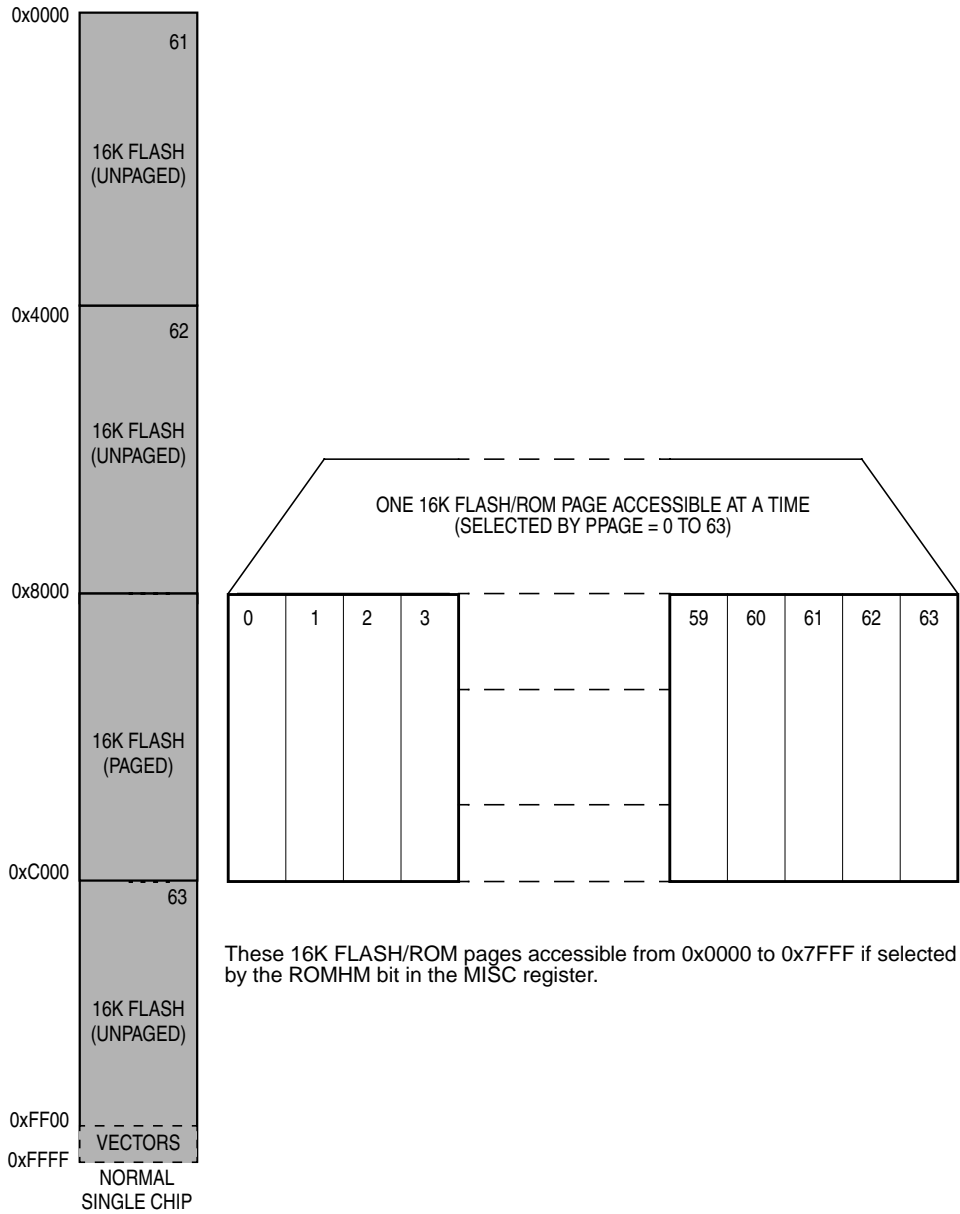 0x0000
61
16K FLASH
(UNPAGED)
0x4000
62
16K FLASH
(UNPAGED)
ONE 16K FLASH/ROM PAGE ACCESSIBLE AT A TIME
(SELECTED BY PPAGE = 0 TO 63)
0x8000
0 1 2 3 59 60 61 62 63
16K FLASH
(PAGED)
0xC000
63
These 16K FLASH/ROM pages accessible from 0x0000 to 0x7FFF if selected
by the ROMHM bit in the MISC register.
16K FLASH
(UNPAGED)
0xFF00
VECTORS
0xFFFF
NORMAL
SINGLE CHIP